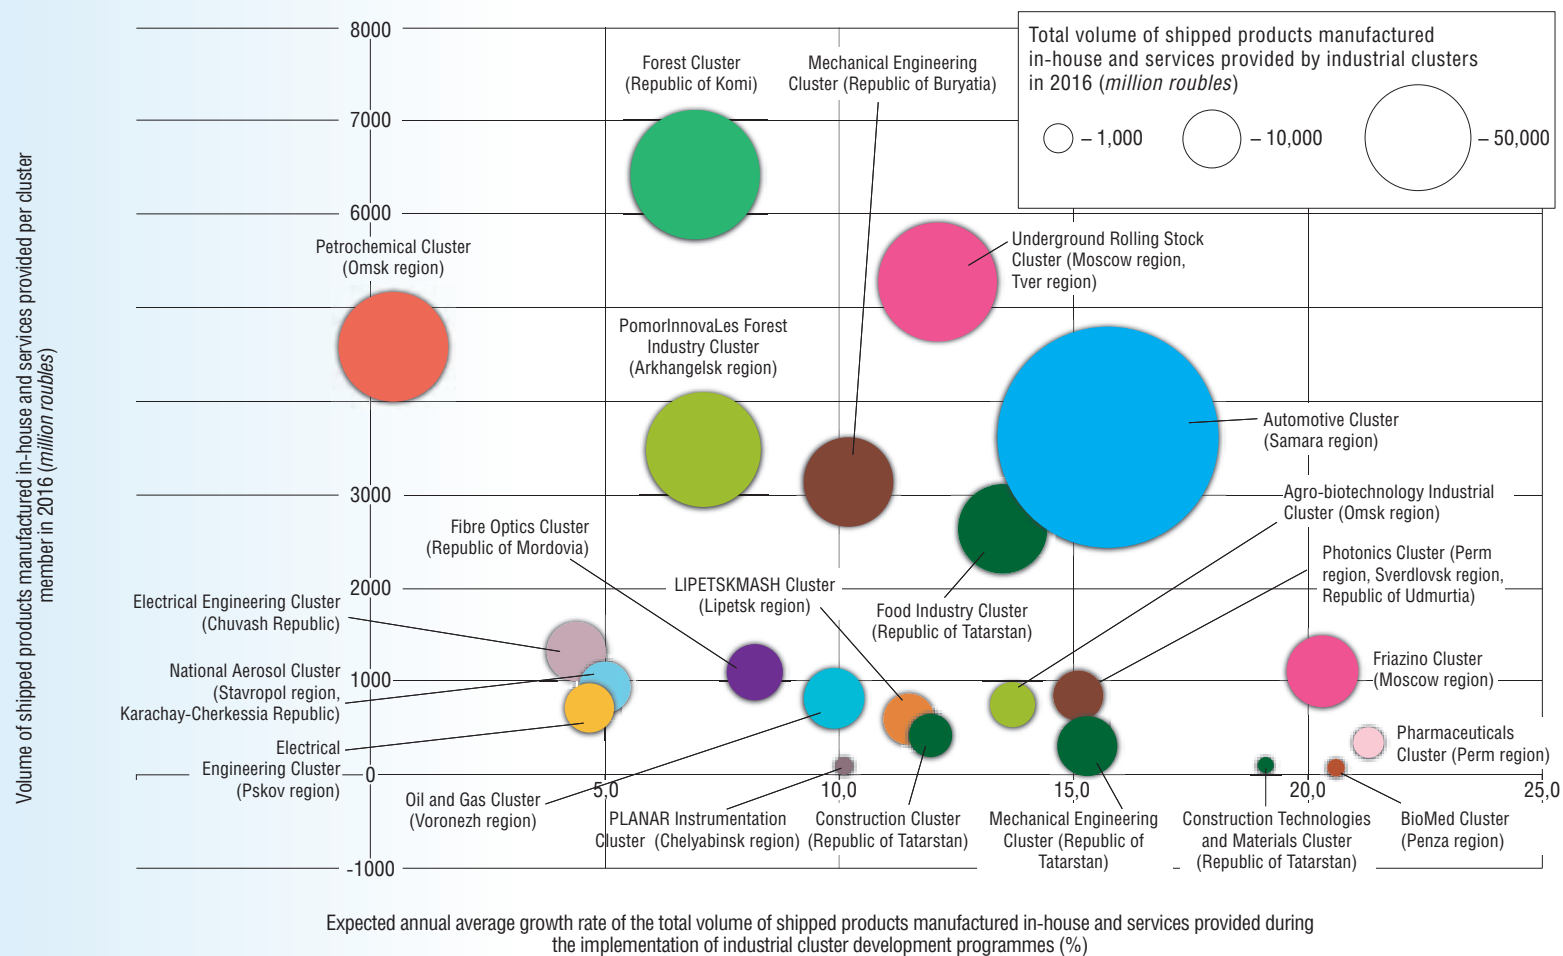 Total volume of shipped products manufactured
in-house and services provided by industrial clusters
in 2016 (million roubles)
– 1,000
– 10,000
– 50,000
Volume of shipped products manufactured in-house and services provided per cluster
member in 2016 (million roubles)
8000
7000
6000
3000
2000
1000
0
-1000
5,0
10,0
15,0
20,0
25,0
Forest Cluster
(Republic of Komi)
Mechanical Engineering
Cluster (Republic of Buryatia)
Petrochemical Cluster
(Omsk region)
Underground Rolling Stock
Cluster (Moscow region,
Tver region)
PomorInnovaLes Forest
Industry Cluster
(Arkhangelsk region)
Automotive Cluster
(Samara region)
Agro-biotechnology Industrial
Cluster (Omsk region)
Fibre Optics Cluster
(Republic of Mordovia)
Photonics Cluster (Perm
region, Sverdlovsk region,
Republic of Udmurtia)
LIPETSKMASH Cluster
(Lipetsk region)
Food Industry Cluster
(Republic of Tatarstan)
Electrical Engineering Cluster
(Chuvash Republic)
National Aerosol Cluster
(Stavropol region,
Karachay-Cherkessia Republic)
Friazino Cluster
(Moscow region)
Pharmaceuticals
Cluster (Perm region)
Electrical
Engineering Cluster
(Pskov region)
Oil and Gas Cluster
(Voronezh region)
PLANAR Instrumentation
Cluster (Chelyabinsk region)
Construction Cluster
(Republic of Tatarstan)
Mechanical Engineering
Cluster (Republic of
Tatarstan)
Construction Technologies
and Materials Cluster
(Republic of Tatarstan)
BioMed Cluster
(Penza region)
Expected annual average growth rate of the total volume of shipped products manufactured in-house and services provided during
the implementation of industrial cluster development programmes (%)